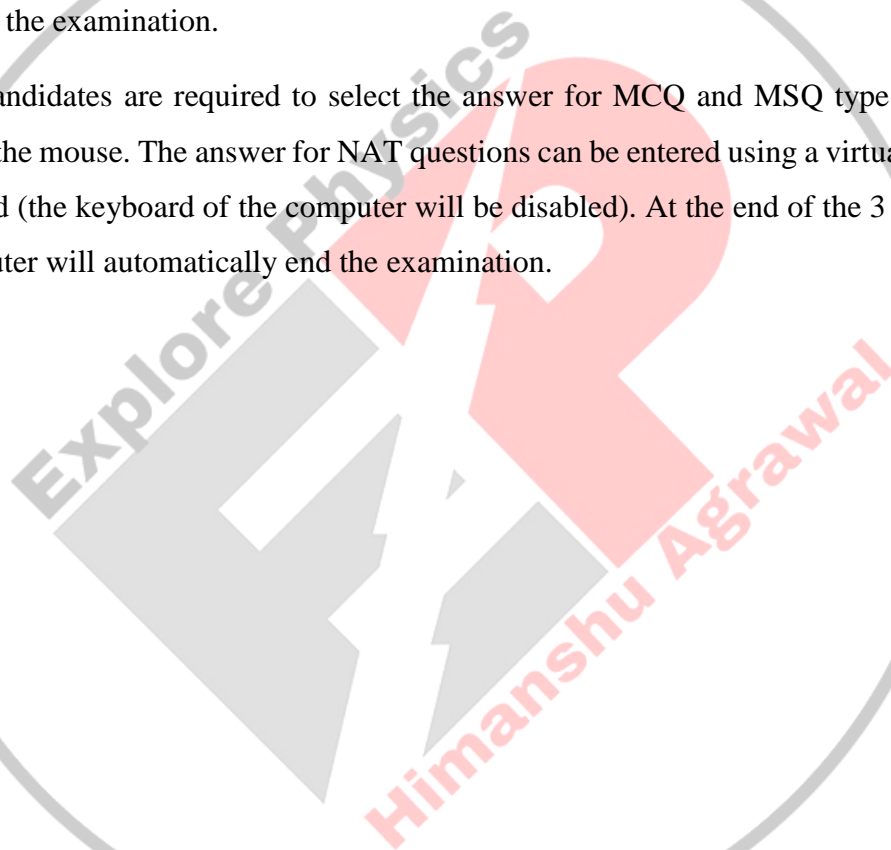 the examination.
andidates are required to select the answer for MCQ and MSQ type
the mouse. The answer for NAT questions can be entered using a virtua
d (the keyboard of the computer will be disabled). At the end of the 3
uter will automatically end the examination.
Explore Physics
Himanshu Agrawal